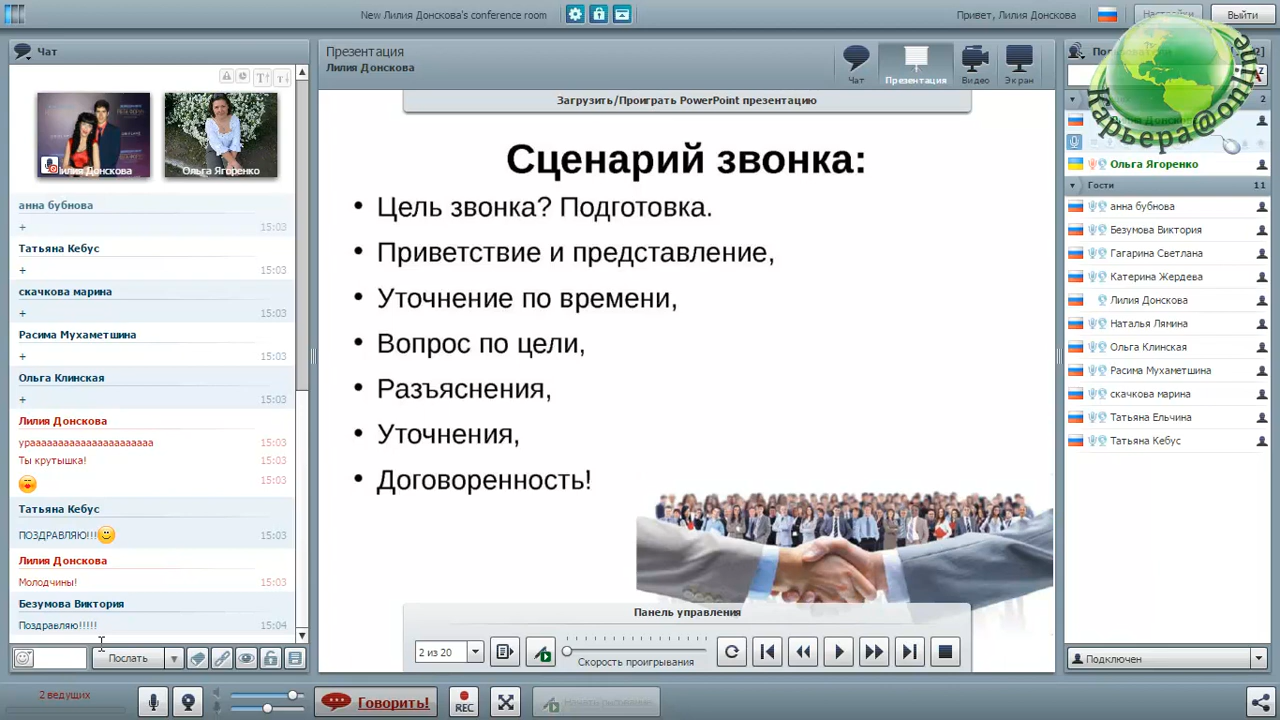 New Лилия Донскова's conference room
Привет, Лилия Донскова
Выйти
Чат
Лилия Донскова
Ольга Ягоренко
анна бубнова
+
15:03
Татьяна Кебус
+
15:03
скачкова марина
+
15:03
Расима Мухаметшина
+
15:03
Ольга Клинская
+
15:03
Лилия Донскова
ураааааааааааааааааааааа
15:03
Ты крутышка!
15:03
15:03
Татьяна Кебус
ПОЗДРАВЛЯЮ!!!
15:03
Лилия Донскова
Молодчины!
15:03
Безумова Виктория
Поздравляю!!!!!
15:04
Послать
2 ведущих
Презентация
Лилия Донскова
Чат
Презентация
Видео
Экран
Загрузить/Проиграть PowerPoint презентацию
Сценарий звонка:
• Цель звонка? Подготовка.
• Приветствие и представление,
• Уточнение по времени,
• Вопрос по цели,
• Разъяснения,
• Уточнения,
• Договоренность!
Панель управления
2 из 20
Скорость проигрывания
Говорить!
REC
Карьера@online
2
Ольга Ягоренко
Гости
11
анна бубнова
Безумова Виктория
Гагарина Светлана
Катерина Жердева
Лилия Донскова
Наталья Лямина
Ольга Клинская
Расима Мухаметшина
скачкова марина
Татьяна Ельчина
Татьяна Кебус
Подключен